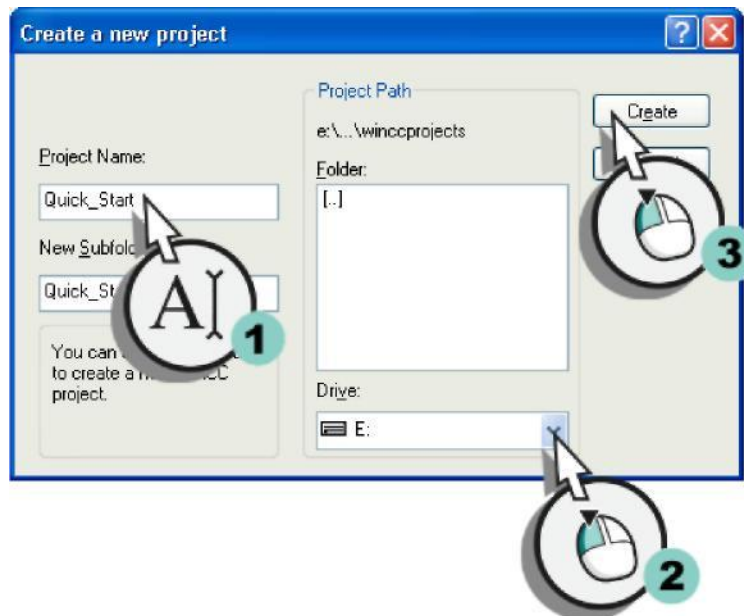 Create a new project
Project Name:
Quick_Start
New Subfol
Quick_St
You can
to create a n
project.
Project Path
e:\...\winccprojects
Folder:
[..]
Drive:
E:
Create
A
1
2
3